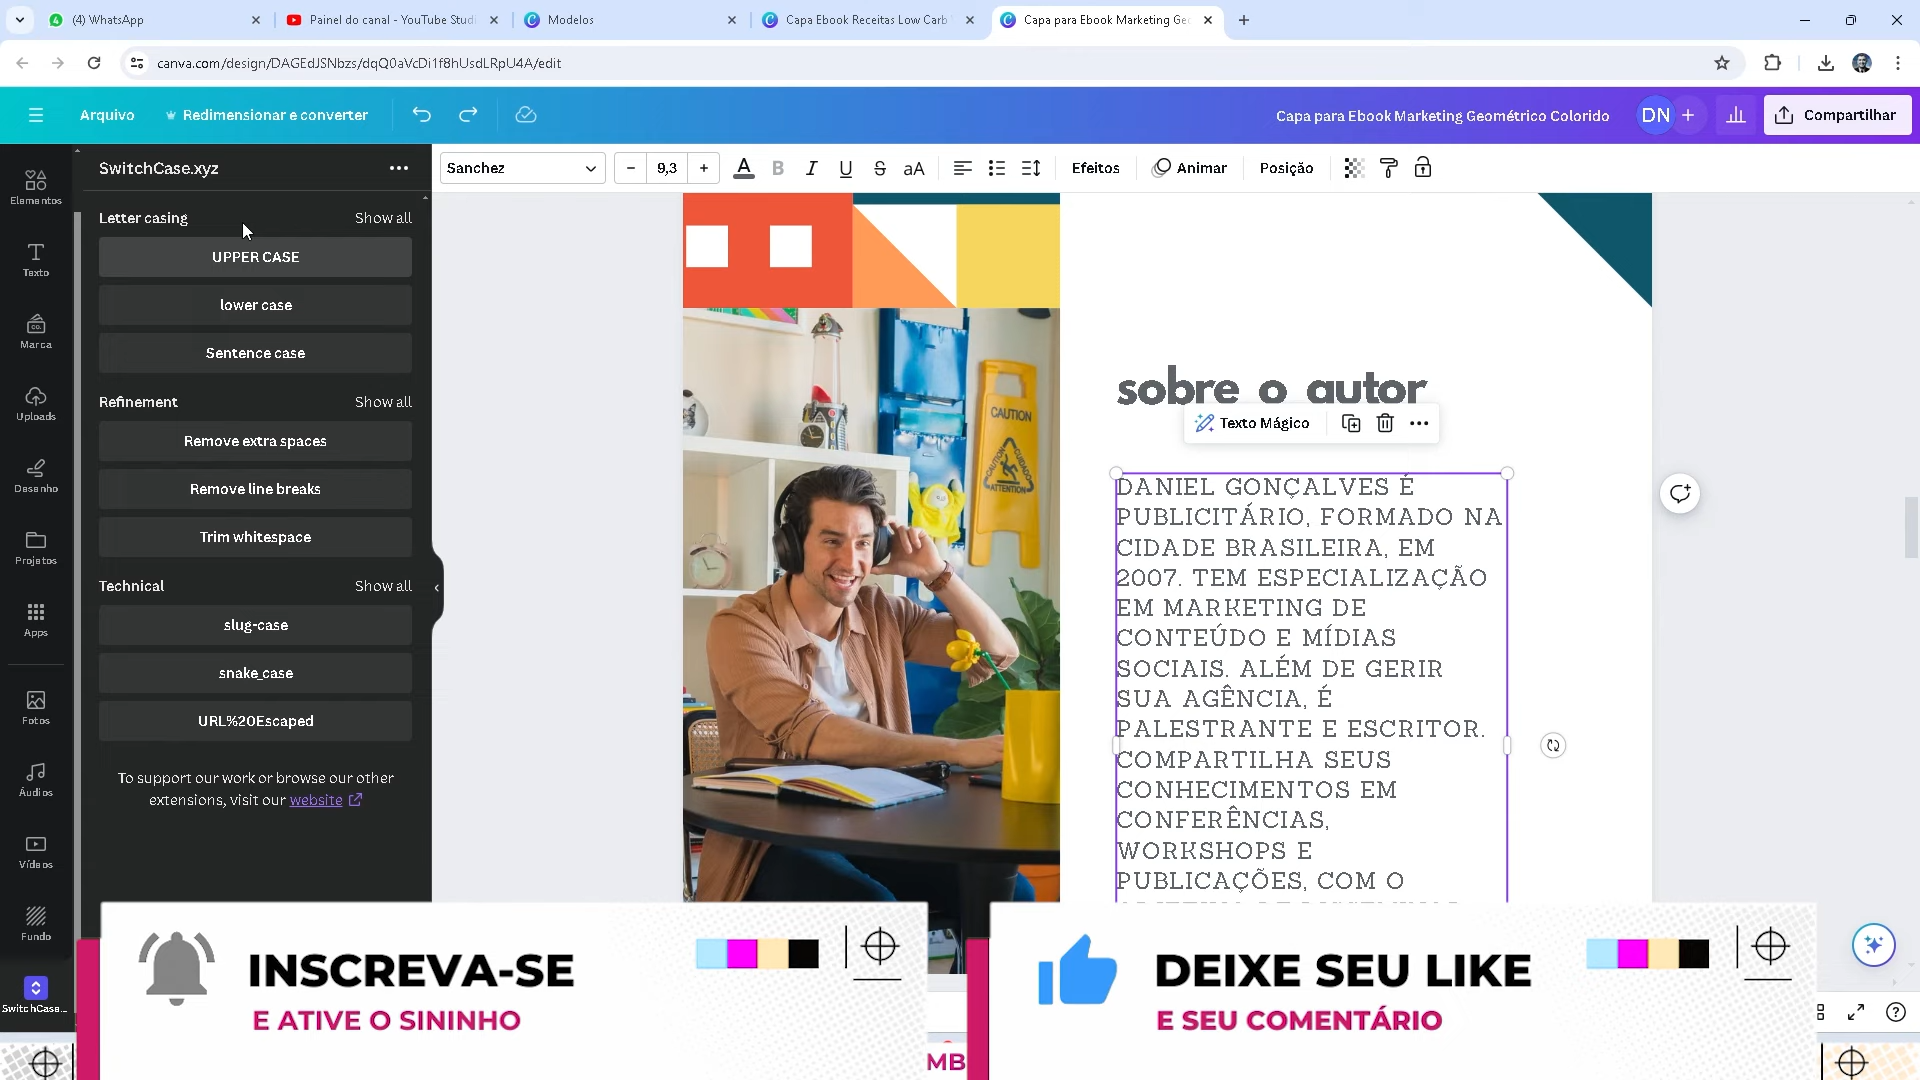 (4) WhatsApp
Painel do canal - YouTube Studi
Modelos
Capa Ebook Receitas Low Carb
Capa para Ebook Marketing Ge
canva.com/design/DAGEdJSNbzs/dqQ0aVcDi1f8hUsdLRpU4A/edit
Arquivo
Redimensionar e converter
Capa para Ebook Marketing Geométrico Colorido
DN
Compartilhar
SwitchCase.xyz
Sanchez
9,3
A
B
I
U
S
aA
Efeitos
Animar
Posição
Elementos
Texto
Marca
Uploads
Desenho
Projetos
Apps
Fotos
Áudios
Vídeos
Fundo
SwitchCase...
Letter casing
Show all
UPPER CASE
lower case
Sentence case
Refinement
Show all
Remove extra spaces
Remove line breaks
Trim whitespace
Technical
Show all
slug-case
snake_case
URL%20Escaped
To support our work or browse our other
extensions, visit our website
CAUTION
CAUTION
CUIDADO
ATTENTION
sobre o autor
Texto Mágico
DANIEL GONÇALVES É
PUBLICITÁRIO, FORMADO NA
CIDADE BRASILEIRA, EM
2007. TEM ESPECIALIZAÇÃO
EM MARKETING DE
CONTEÚDO E MÍDIAS
SOCIAIS. ALÉM DE GERIR
SUA AGÊNCIA, É
PALESTRANTE E ESCRITOR.
COMPARTILHA SEUS
CONHECIMENTOS EM
CONFERÊNCIAS,
WORKSHOPS E
PUBLICAÇÕES, COM O
INSCREVA-SE
E ATIVE O SININHO
DEIXE SEU LIKE
E SEU COMENTÁRIO
MB